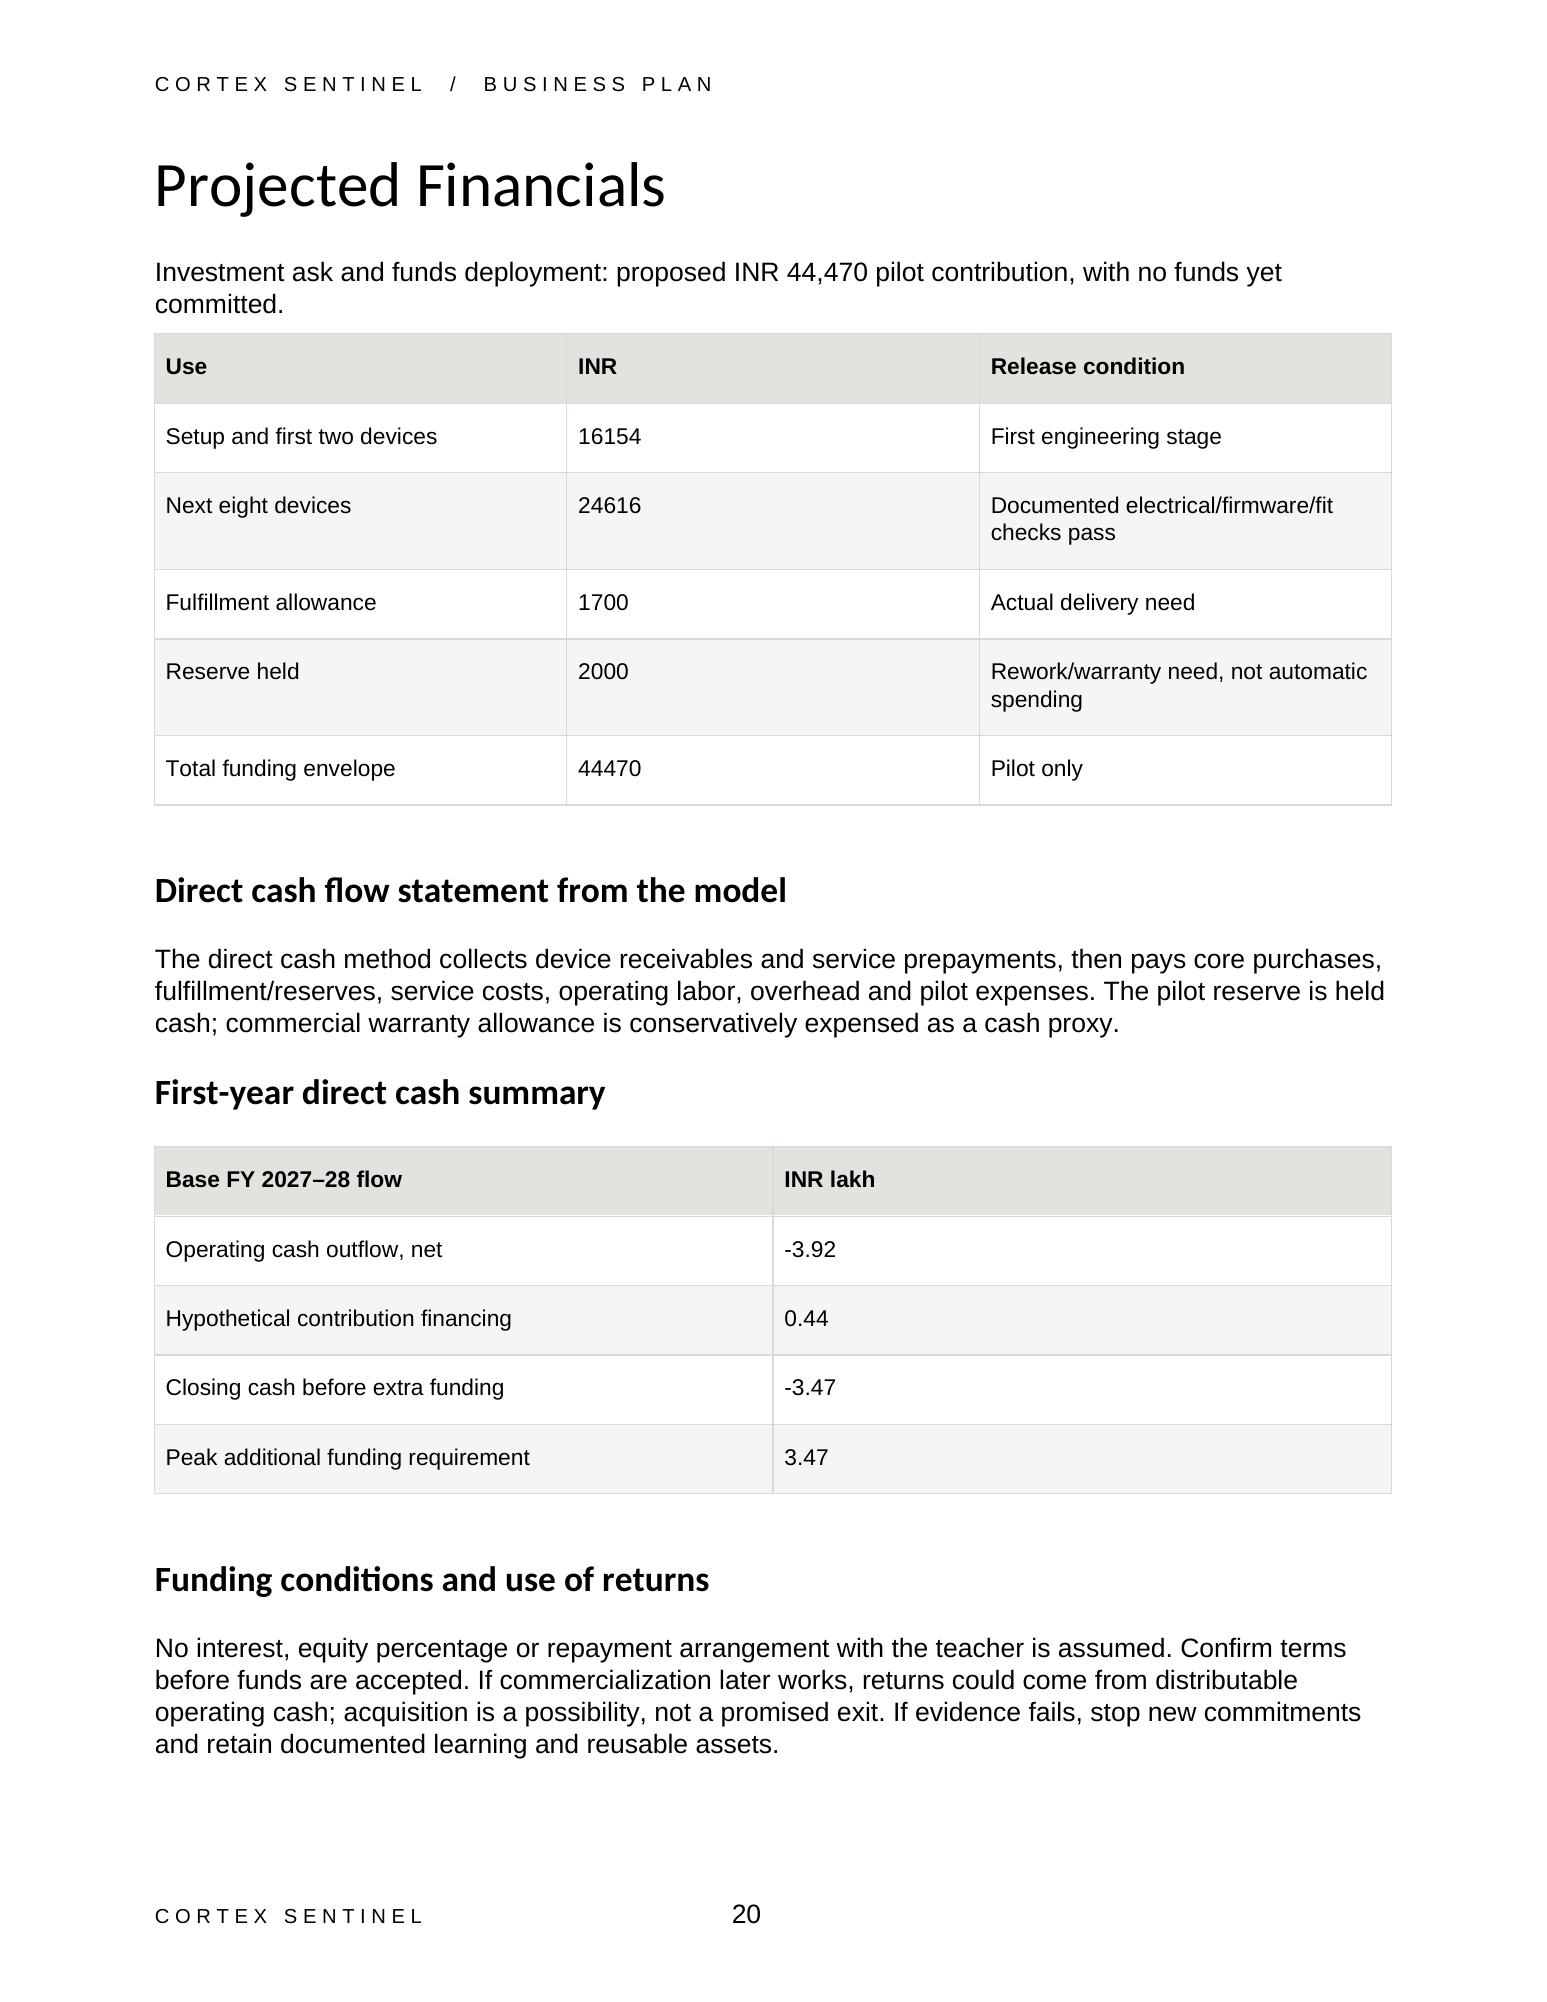 CORTEX SENTINEL / BUSINESS PLAN
Projected Financials
Investment ask and funds deployment: proposed INR 44,470 pilot contribution, with no funds yet
committed.
Use INR Release condition
Setup and first two devices 16154 First engineering stage
Next eight devices 24616 Documented electrical/firmware/fit
checks pass
Fulfillment allowance 1700 Actual delivery need
Reserve held 2000 Rework/warranty need, not automatic
spending
Total funding envelope 44470 Pilot only
Direct cash flow statement from the model
The direct cash method collects device receivables and service prepayments, then pays core purchases,
fulfillment/reserves, service costs, operating labor, overhead and pilot expenses. The pilot reserve is held
cash; commercial warranty allowance is conservatively expensed as a cash proxy.
First-year direct cash summary
Base FY 2027–28 flow INR lakh
Operating cash outflow, net -3.92
Hypothetical contribution financing 0.44
Closing cash before extra funding -3.47
Peak additional funding requirement 3.47
Funding conditions and use of returns
No interest, equity percentage or repayment arrangement with the teacher is assumed. Confirm terms
before funds are accepted. If commercialization later works, returns could come from distributable
operating cash; acquisition is a possibility, not a promised exit. If evidence fails, stop new commitments
and retain documented learning and reusable assets.
CORTEX SENTINEL 20